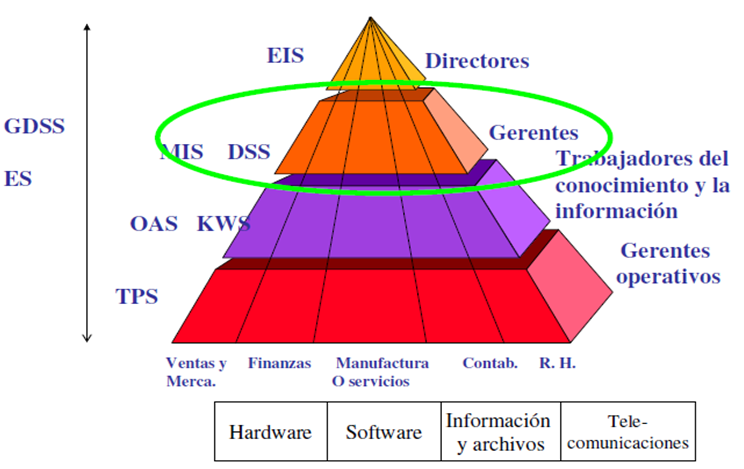 EIS
Directores
GDSS
Gerentes
MIS DSS
ES
Trabajadores del
conocimiento y la
información
OAS KWS
Gerentes
operativos
TPS
Ventas y Finanzas Manufactura Contab. R. H.
Merca. O servicios
Hardware Software Información Tele-
y archivos comunicaciones